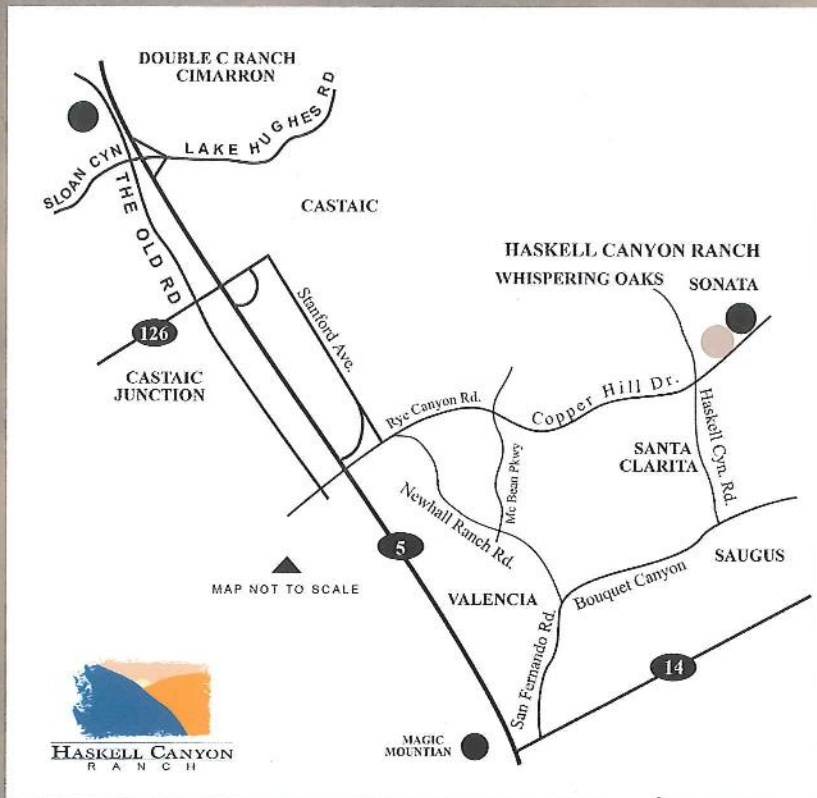 DOUBLE C RANCH
CIMARRON
LAKE HUGHES RD
SLOAN CYN
THE OLD RD
CASTAIC
HASKELL CANYON RANCH
WHISPERING OAKS
SONATA
126
Stanford Ave.
CASTAIC
JUNCTION
Rye Canyon Rd.
Copper Hill Dr.
Haskell Cyn. Rd.
Mc Bean Pkwy
SANTA
CLARITA
Newhall Ranch Rd.
5
MAP NOT TO SCALE
VALENCIA
Bouquet Canyon
SAUGUS
San Fernando Rd.
14
MAGIC
MOUNTIAN
HASKELL CANYON
RANCH